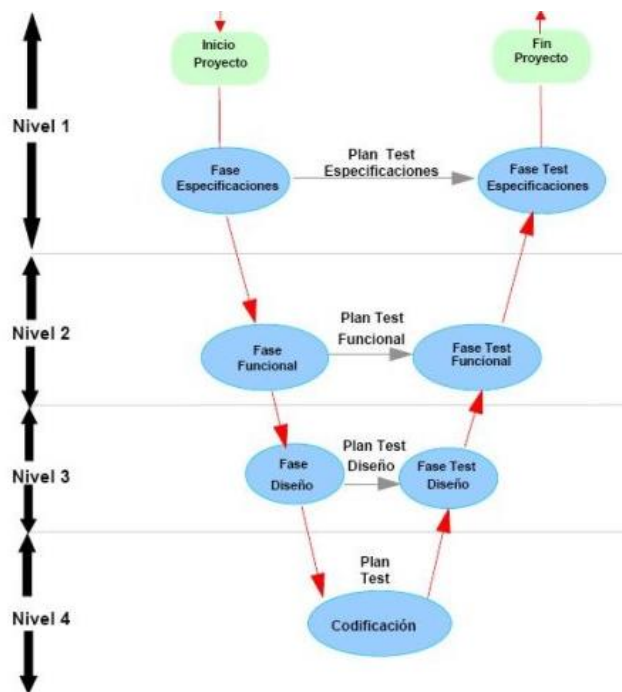 Inicio
Proyecto
Fin
Proyecto
Nivel 1
Fase
Especificaciones
Plan Test
Especificaciones
Fase Test
Especificaciones
Nivel 2
Fase
Funcional
Plan Test
Funcional
Fase Test
Funcional
Nivel 3
Fase
Diseño
Plan Test
Diseño
Fase Test
Diseño
Nivel 4
Plan
Test
Codificación